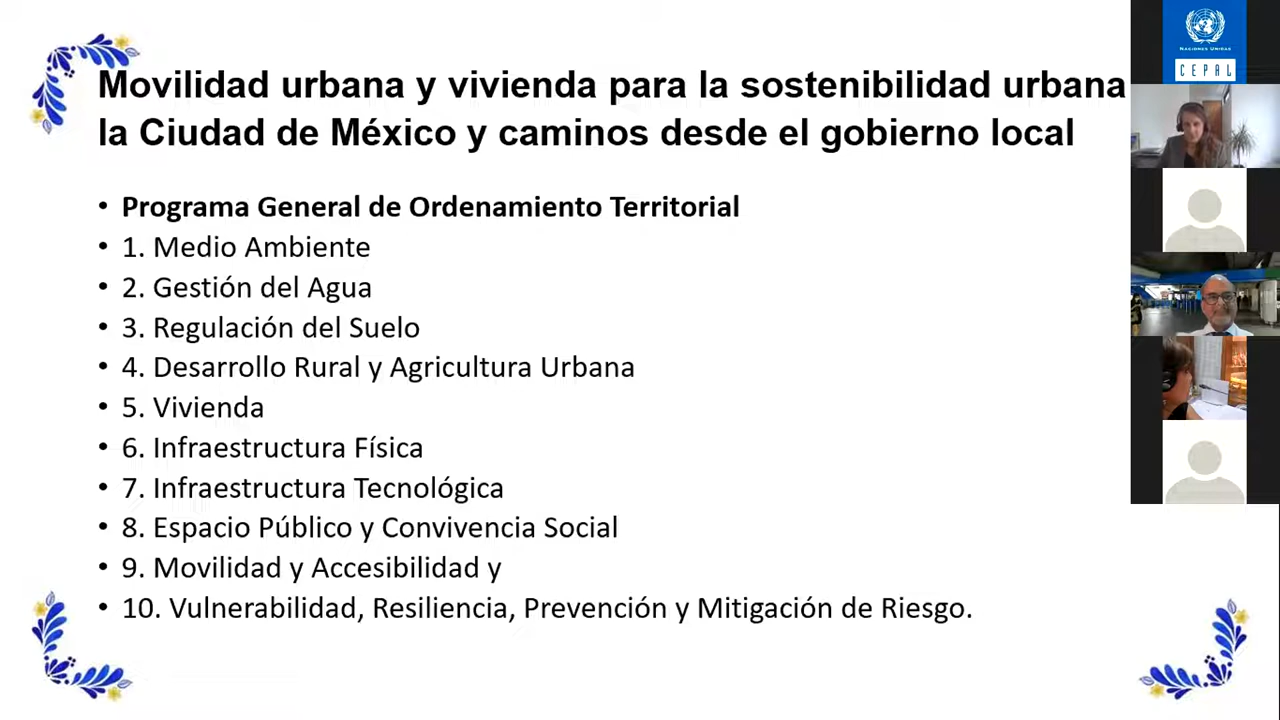 Movilidad urbana y vivienda para la sostenibilidad urbana
la Ciudad de México y caminos desde el gobierno local
• Programa General de Ordenamiento Territorial
• 1. Medio Ambiente
• 2. Gestión del Agua
• 3. Regulación del Suelo
• 4. Desarrollo Rural y Agricultura Urbana
• 5. Vivienda
• 6. Infraestructura Física
• 7. Infraestructura Tecnológica
• 8. Espacio Público y Convivencia Social
• 9. Movilidad y Accesibilidad y
• 10. Vulnerabilidad, Resiliencia, Prevención y Mitigación de Riesgo.
NACIONES UNIDAS
CEPAL